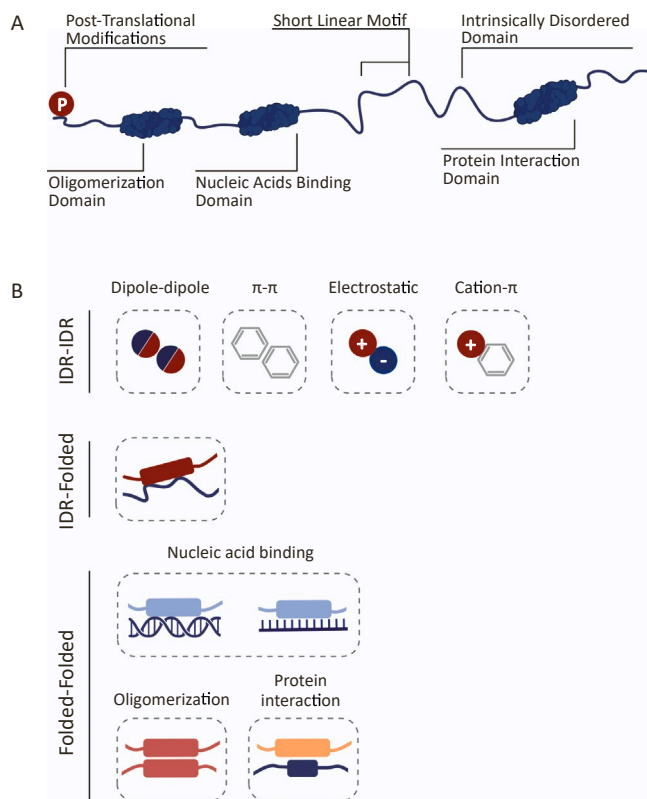 A
Post-Translational
Modifications
Short Linear Motif
Intrinsically Disordered
Domain
P
Oligomerization
Domain
Nucleic Acids Binding
Domain
Protein Interaction
Domain
B
Dipole-dipole
π-π
Electrostatic
Cation-π
IDR-IDR
+
-
+
IDR-Folded
Folded-Folded
Nucleic acid binding
Oligomerization
Protein
interaction